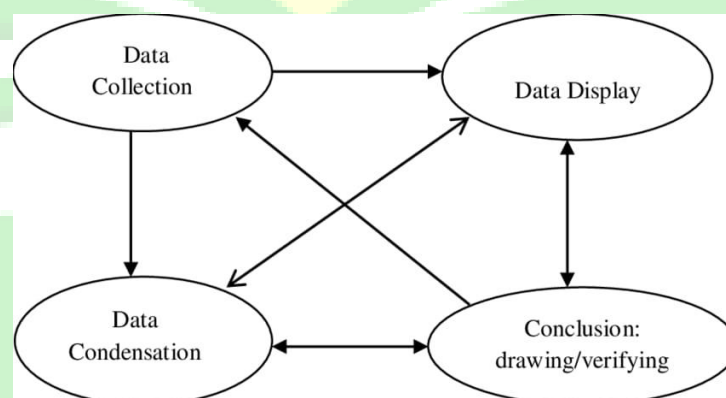 Data
Collection
Data Display
Data
Condensation
Conclusion:
drawing/verifying